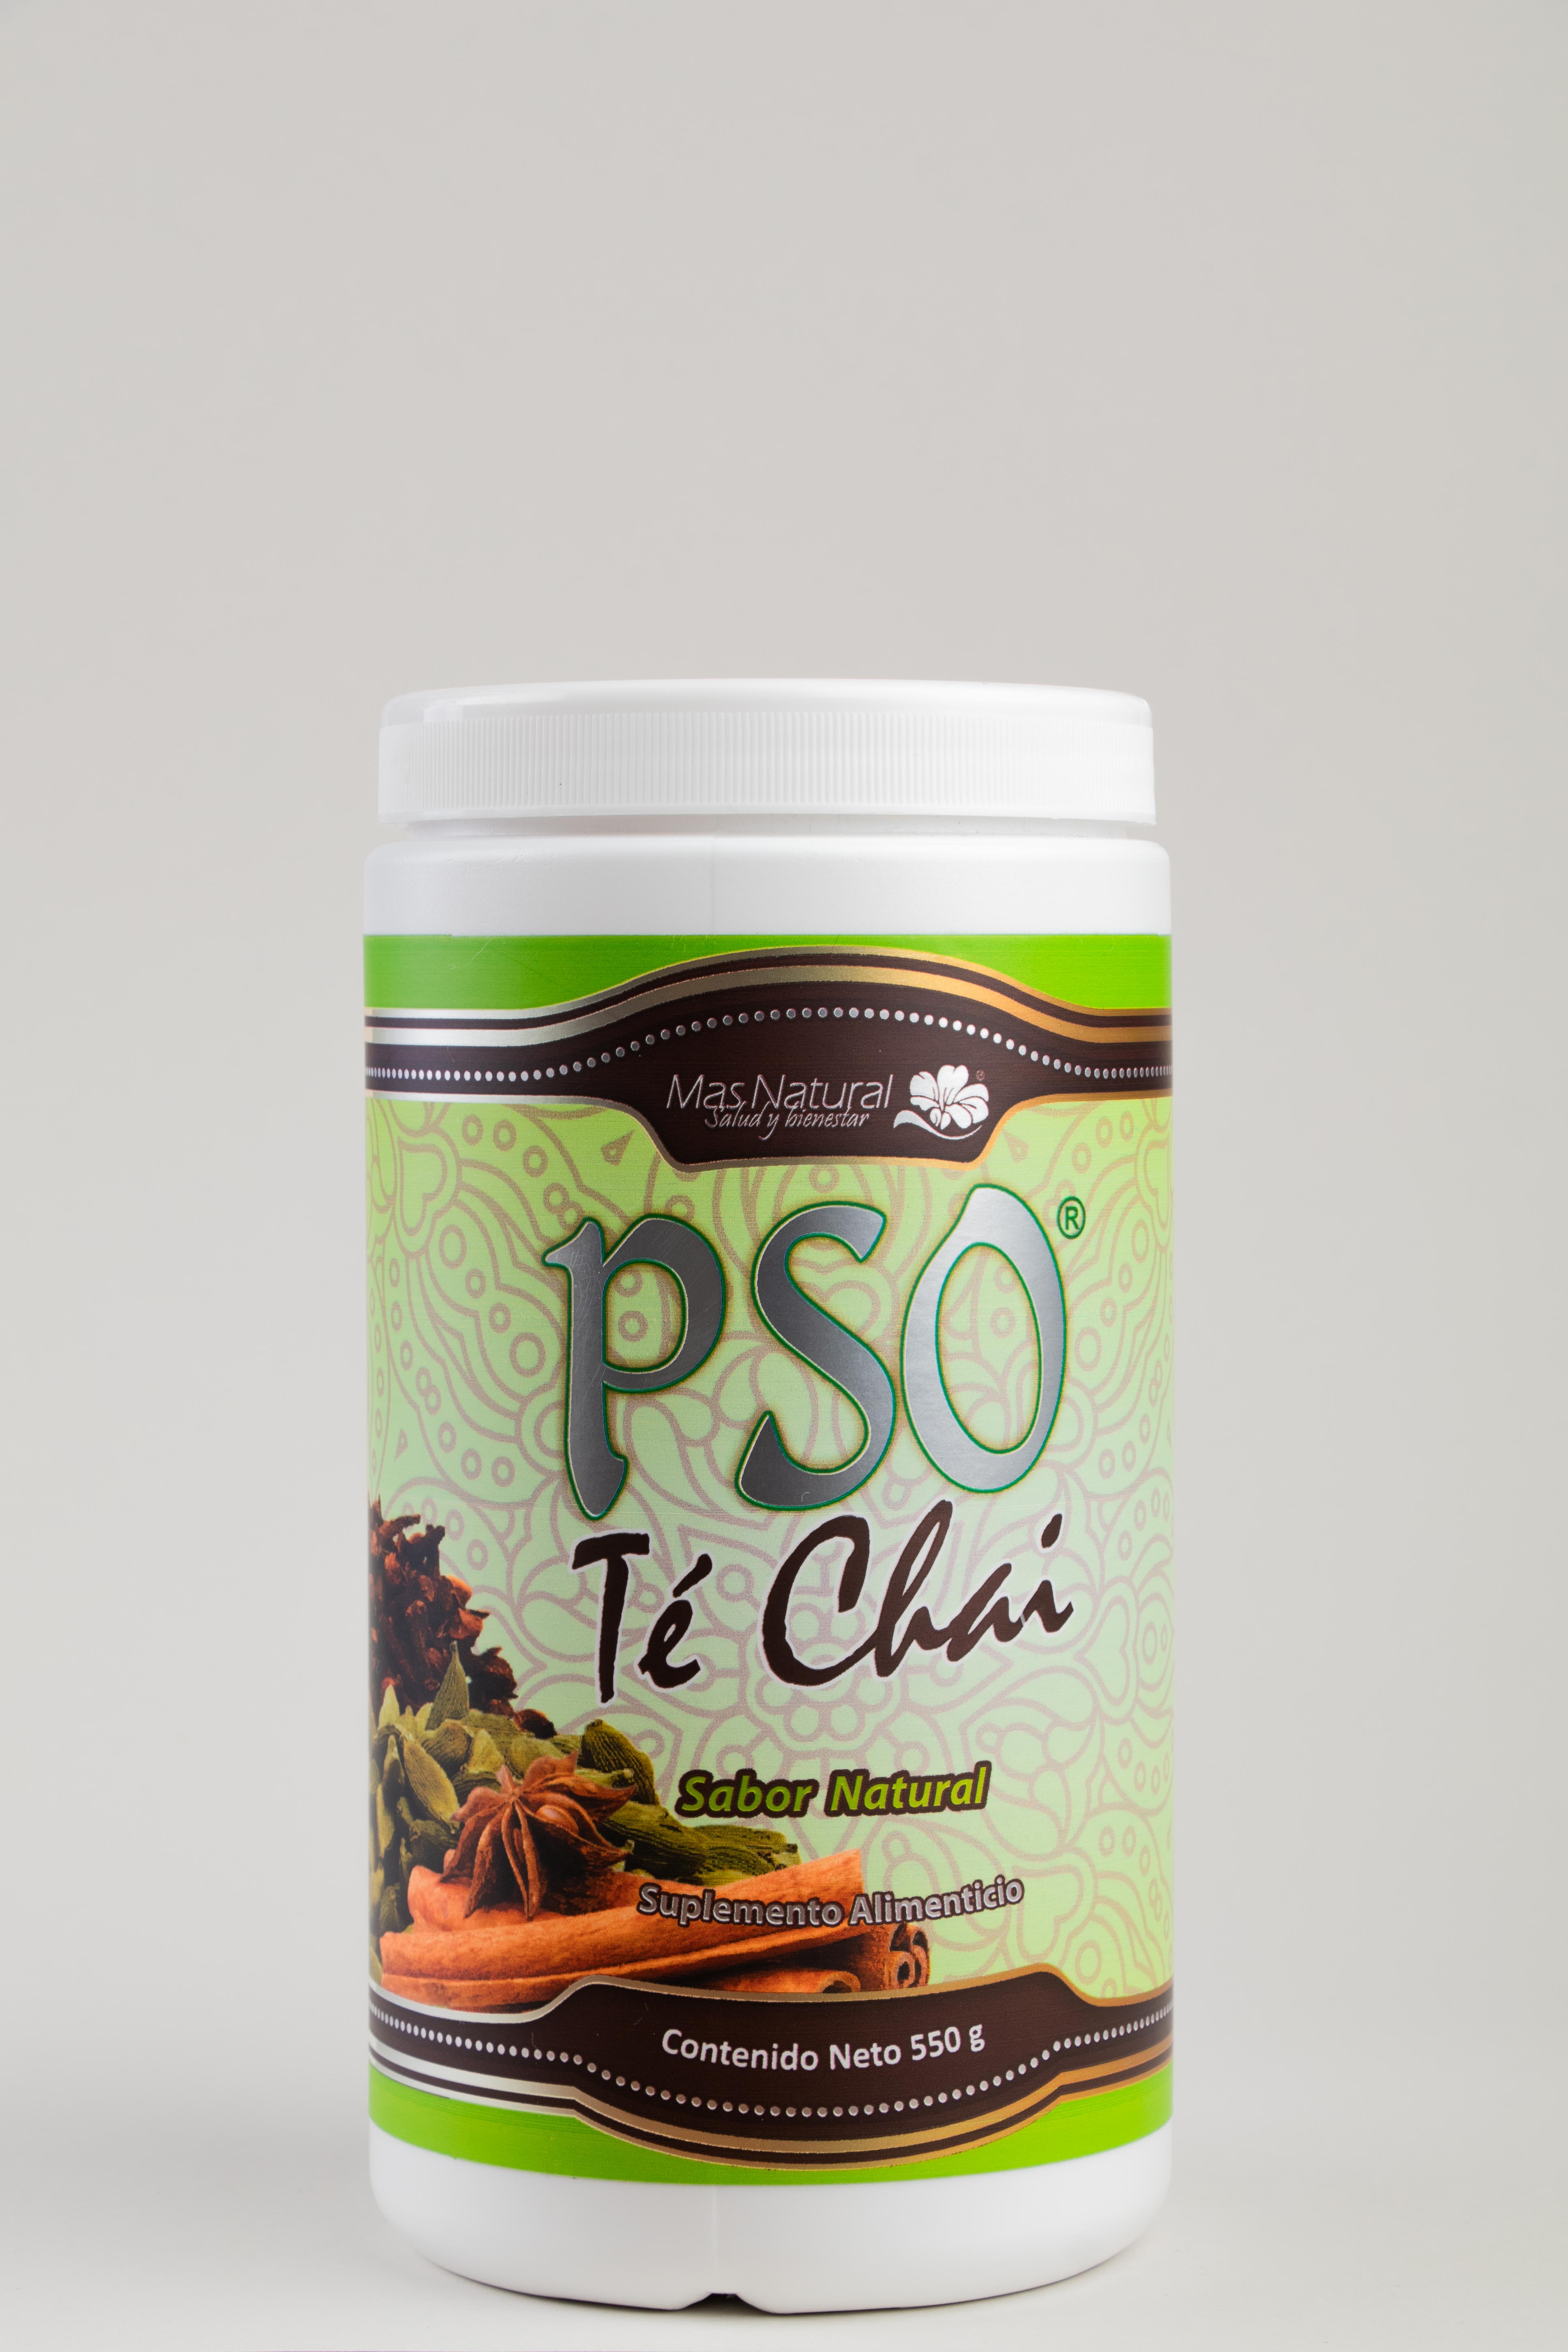 Mas Natural
Salud y bienestar
PSO®
Té Chai
Sabor Natural
Suplemento Alimenticio
Contenido Neto 550 g